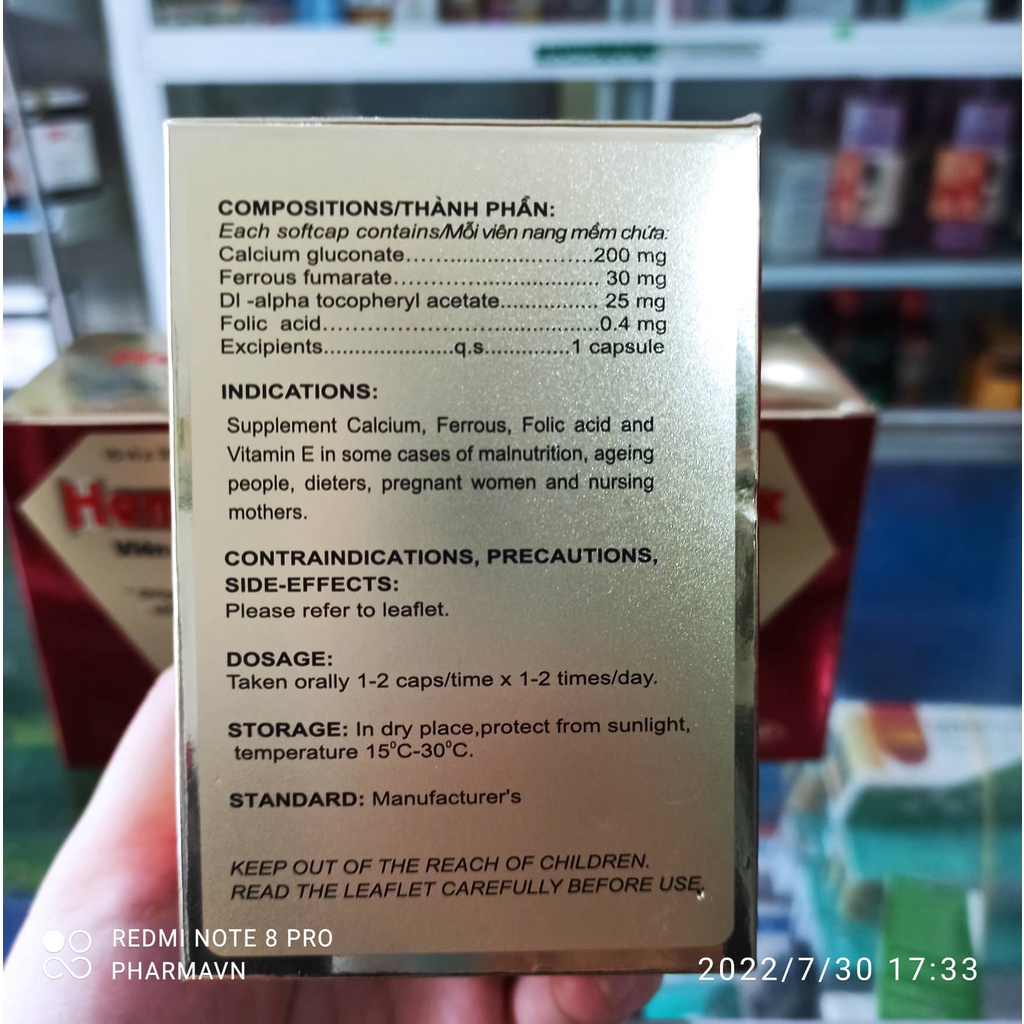 COMPOSITIONS/THÀNH PHẦN:
Each softcap contains/Mỗi viên nang mềm chứa:
Calcium gluconate……......................……….200 mg
Ferrous fumarate…………....................... 30 mg
Dl -alpha tocopheryl acetate............... 25 mg
Folic acid……………………..................0.4 mg
Excipients......................q.s..............1 capsule
INDICATIONS:
Supplement Calcium, Ferrous, Folic acid and
Vitamin E in some cases of malnutrition, ageing
people, dieters, pregnant women and nursing
mothers.
CONTRAINDICATIONS, PRECAUTIONS,
SIDE-EFFECTS:
Please refer to leaflet.
DOSAGE:
Taken orally 1-2 caps/time x 1-2 times/day.
STORAGE: In dry place,protect from sunlight,
temperature 15⁰C-30⁰C.
STANDARD: Manufacturer's
KEEP OUT OF THE REACH OF CHILDREN.
READ THE LEAFLET CAREFULLY BEFORE USE.
REDMI NOTE 8 PRO
PHARMAVN
2022/7/30 17:33